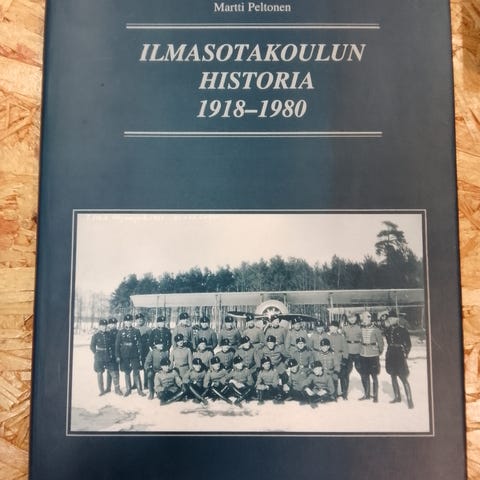 Martti Peltonen
ILMASOTAKOULUN
HISTORIA
1918–1980